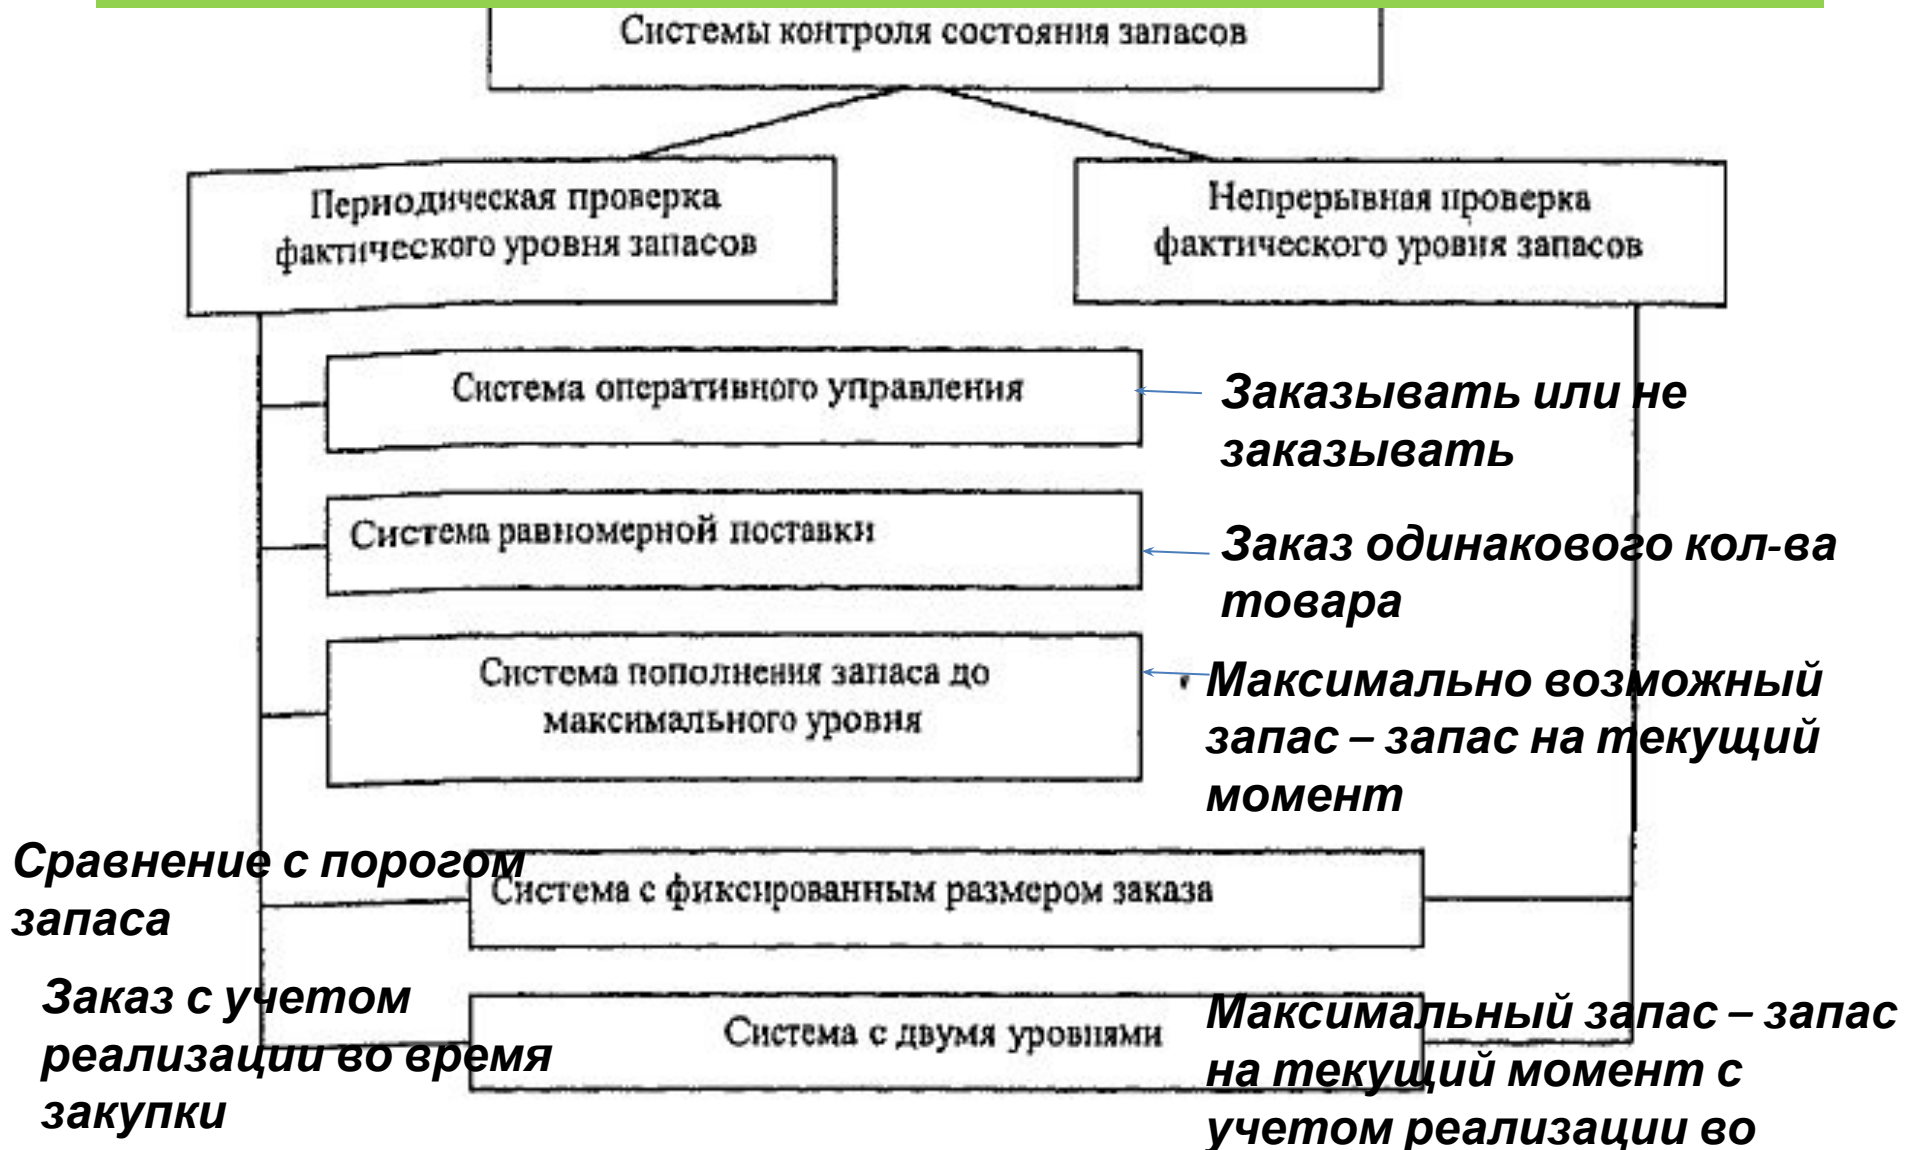 Системы контроля состояния запасов
Периодическая проверка
фактического уровня запасов
Непрерывная проверка
фактического уровня запасов
Система оперативного управления
Заказывать или не
заказывать
Система равномерной поставки
Заказ одинакового кол-ва
товара
Система пополнения запаса до
максимального уровня
Максимально возможный
запас – запас на текущий
момент
Сравнение с порогом
запаса
Система с фиксированным размером заказа
Заказ с учетом
реализации во время
закупки
Система с двумя уровнями
Максимальный запас – запас
на текущий момент с
учетом реализации во